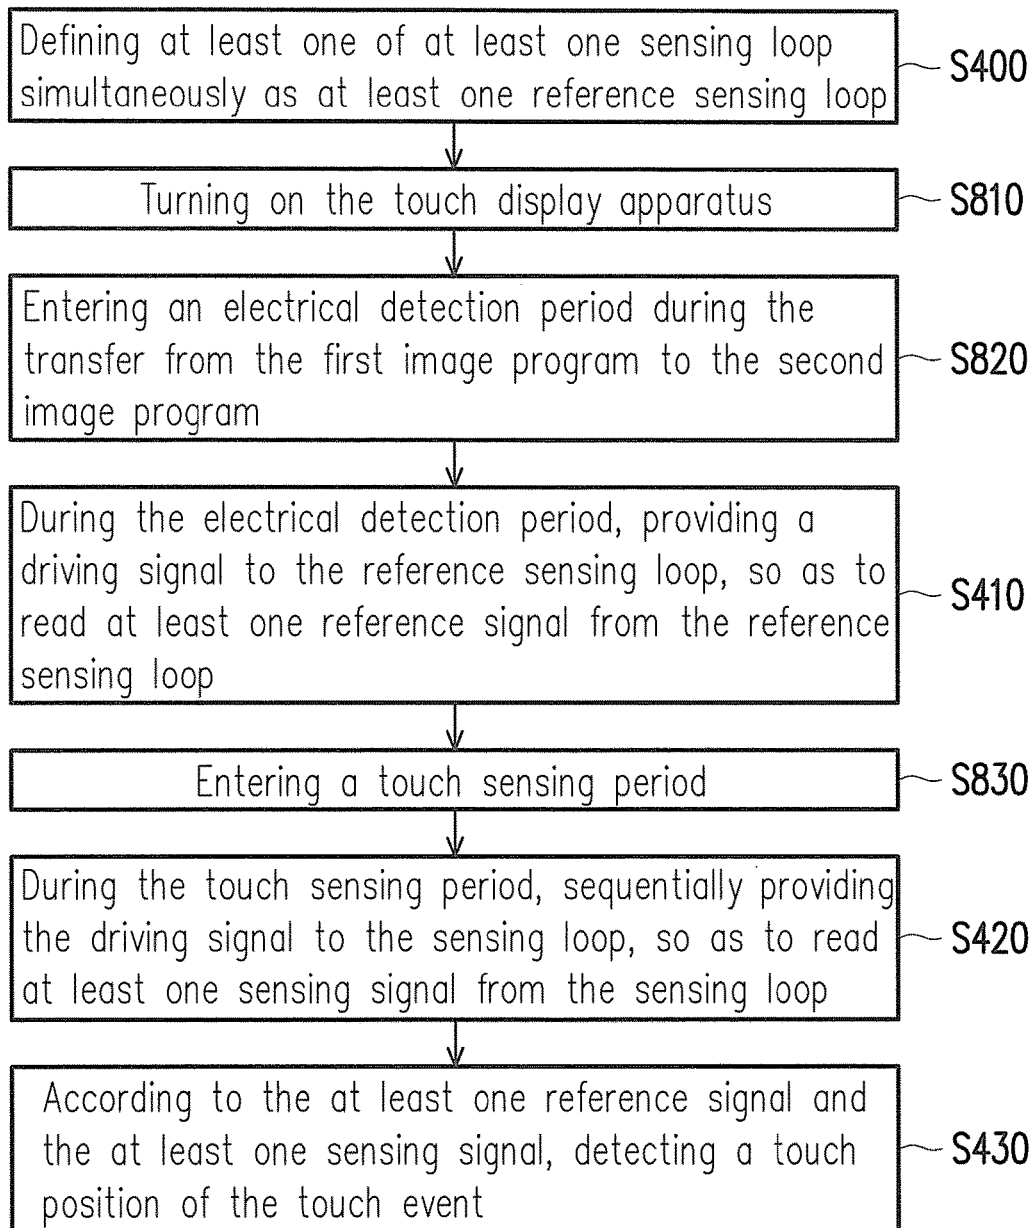 Defining at least one of at least one sensing loop
simultaneously as at least one reference sensing loop
S400
Turning on the touch display apparatus
S810
Entering an electrical detection period during the
transfer from the first image program to the second
image program
S820
During the electrical detection period, providing a
driving signal to the reference sensing loop, so as to
read at least one reference signal from the reference
sensing loop
S410
Entering a touch sensing period
S830
During the touch sensing period, sequentially providing
the driving signal to the sensing loop, so as to read
at least one sensing signal from the sensing loop
S420
According to the at least one reference signal and
the at least one sensing signal, detecting a touch
position of the touch event
S430